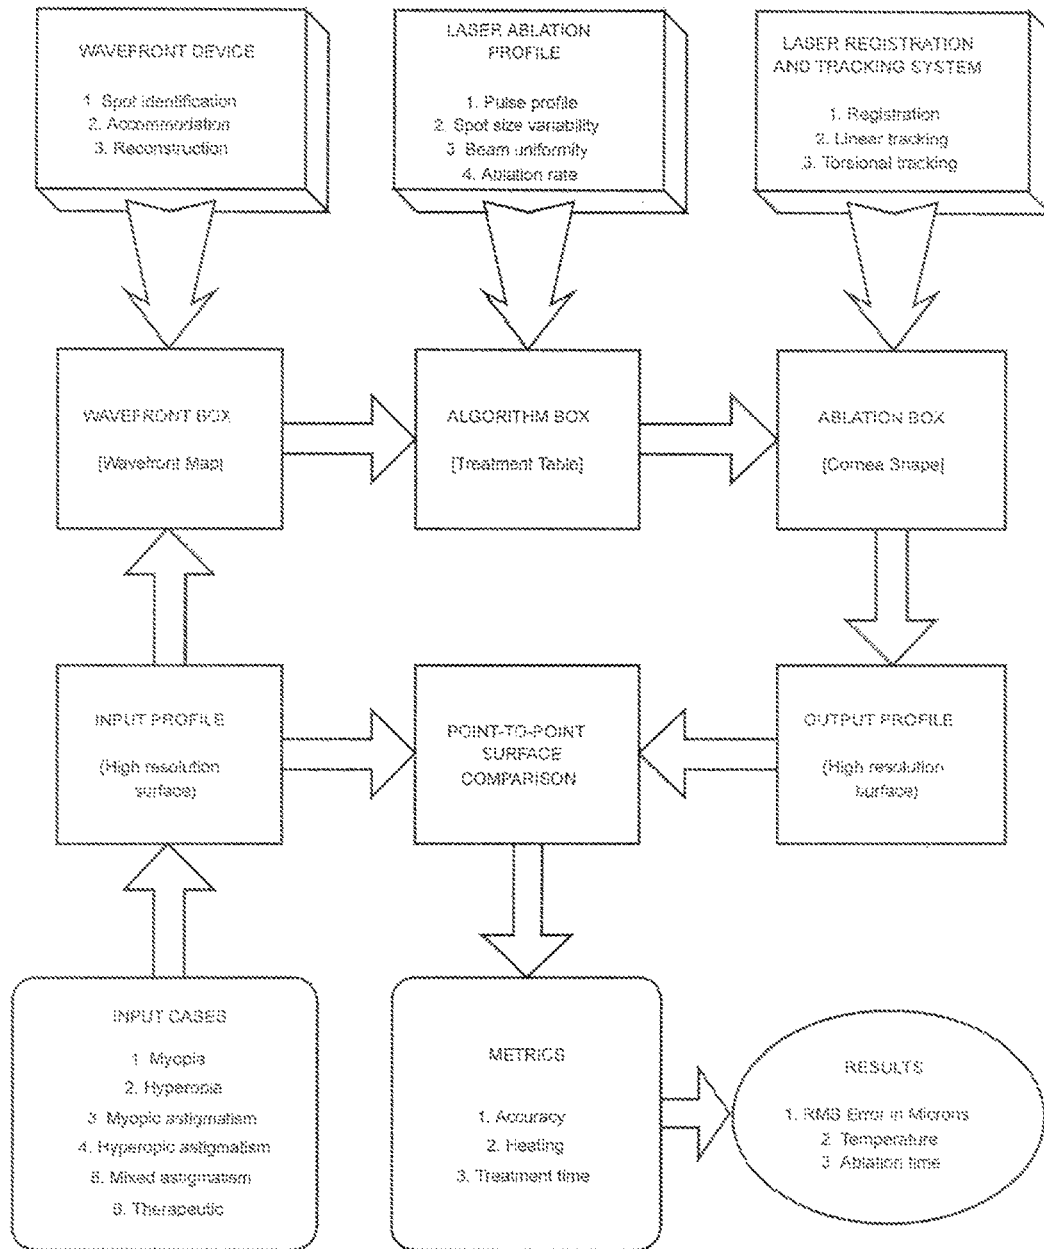 WAVEFRONT DEVICE
1. Spot identification
2. Accommodation
3. Reconstruction
LASER ABLATION
PROFILE
1. Pulse profile
2. Spot size variability
3. Beam uniformity
4. Ablation rate
LASER REGISTRATION
AND TRACKING SYSTEM
1. Registration
2. Linear tracking
3. Torsional tracking
WAVEFRONT BOX
[Wavefront Map]
ALGORITHM BOX
[Treatment Table]
ABLATION BOX
[Cornea Shape]
INPUT PROFILE
(High resolution
surface)
POINT-TO-POINT
SURFACE
COMPARISON
OUTPUT PROFILE
(High resolution
surface)
INPUT CASES
1. Myopia
2. Hyperopia
3. Myopic astigmatism
4. Hyperopic astigmatism
5. Mixed astigmatism
6. Therapeutic
METRICS
1. Accuracy
2. Heating
3. Treatment time
RESULTS
1. RMS Error in Microns
2. Temperature
3. Ablation time